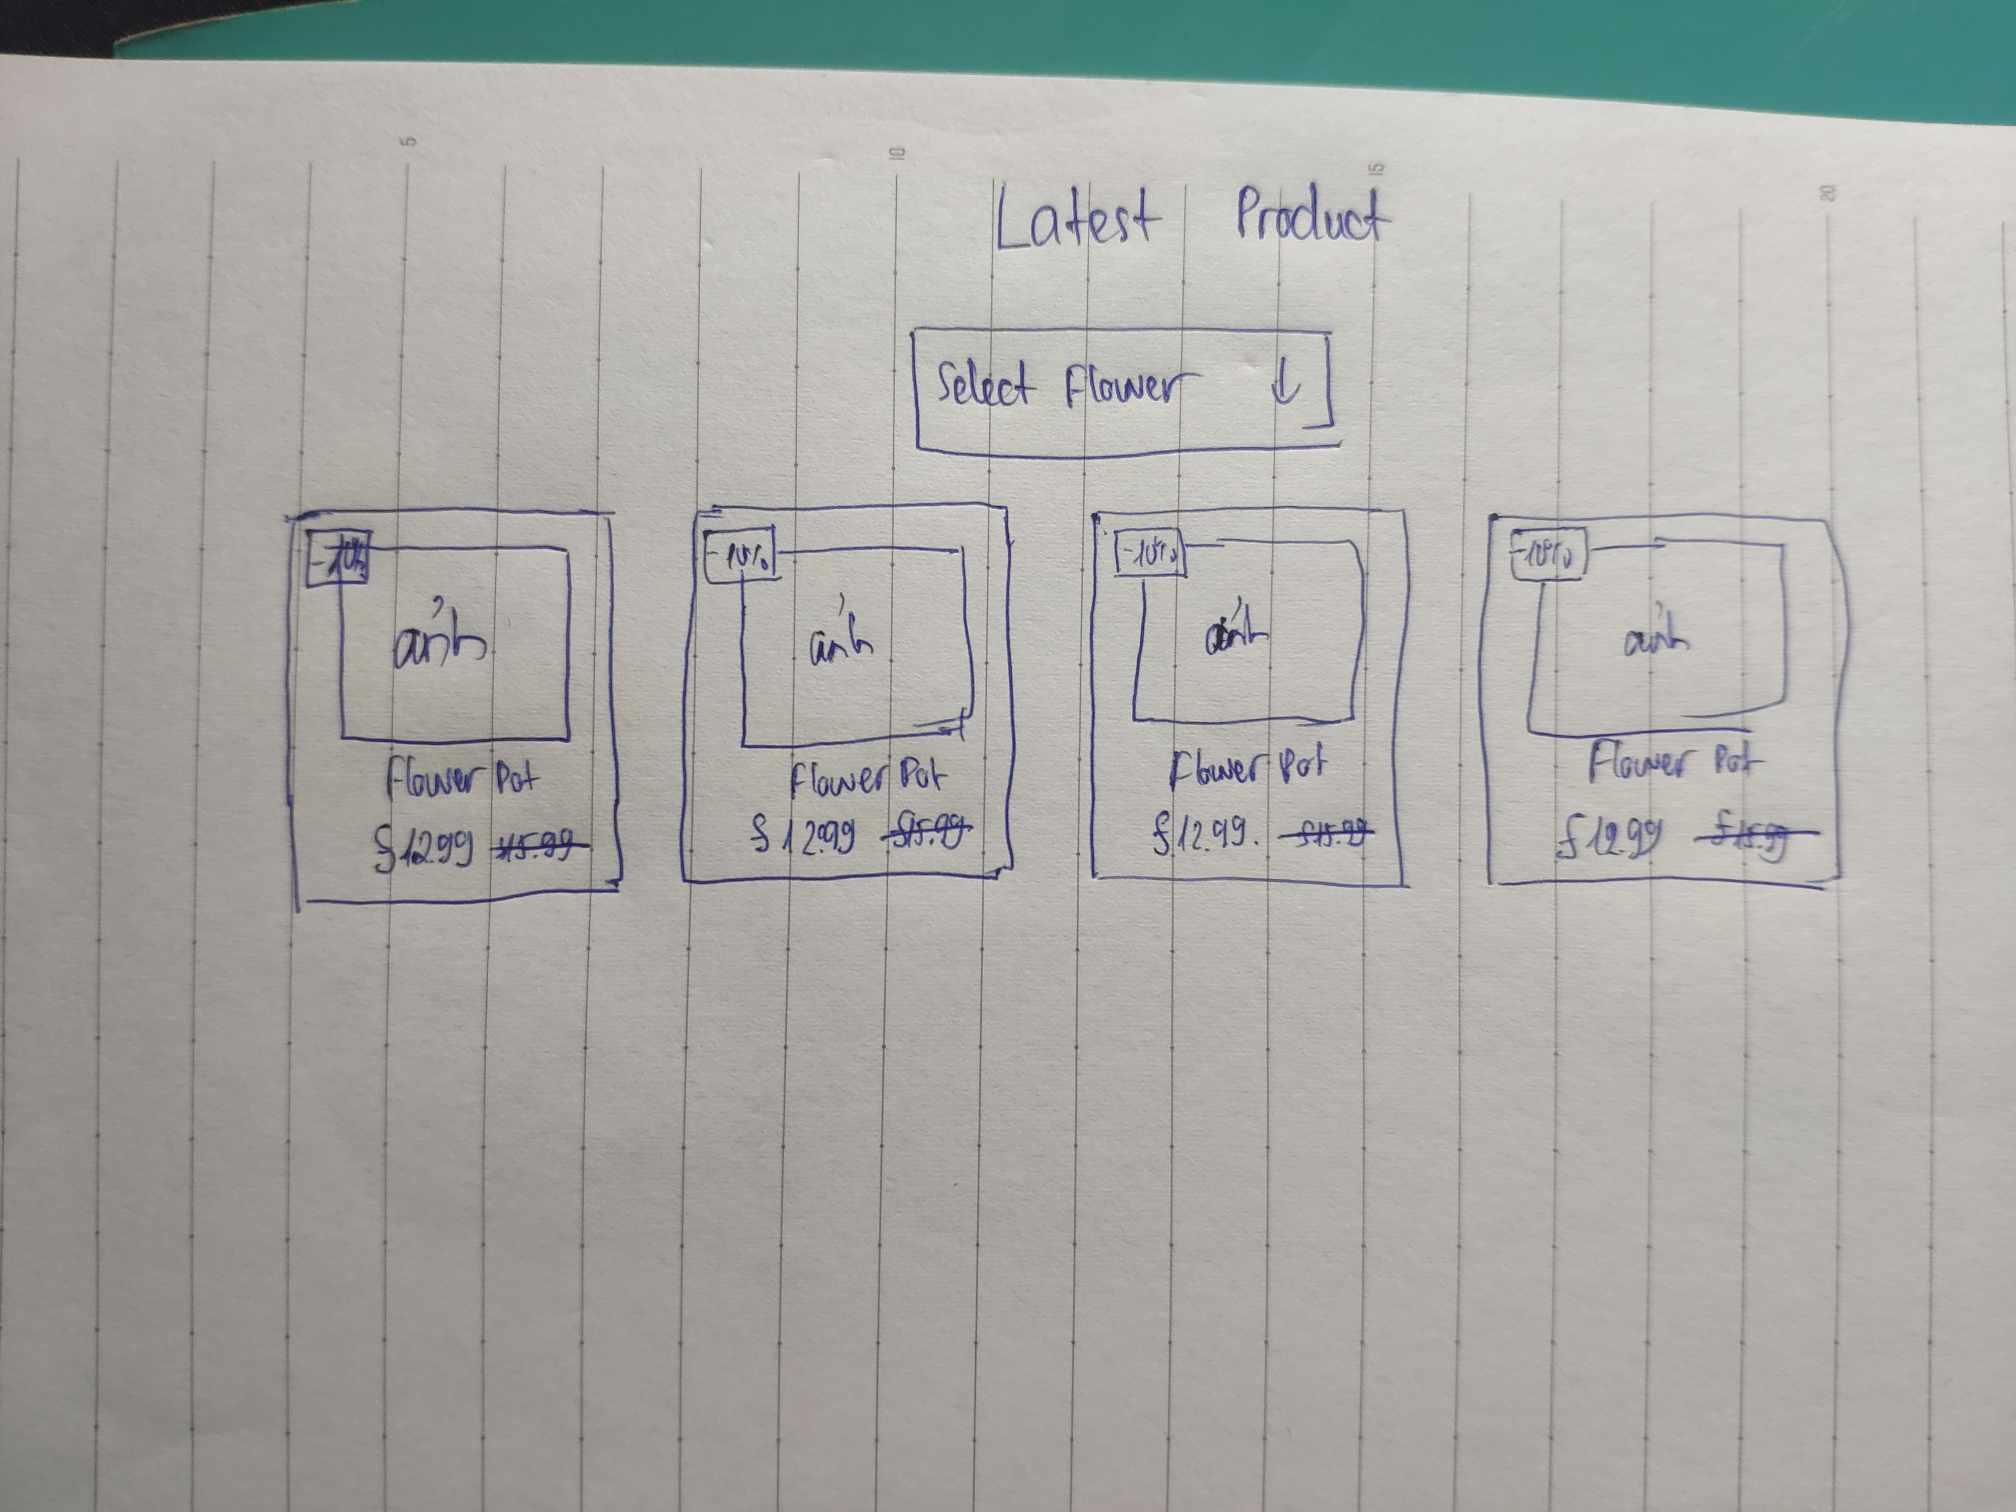 5 10 15 20
Latest Product
Select Flower ↓
-10% -10% -10% -10%
ảnh ảnh ảnh ảnh
Flower Pot Flower Pot Flower Pot Flower Pot
£12.99 £15.99 £12.99 £15.99 £12.99. £15.99 £12.99 £15.99